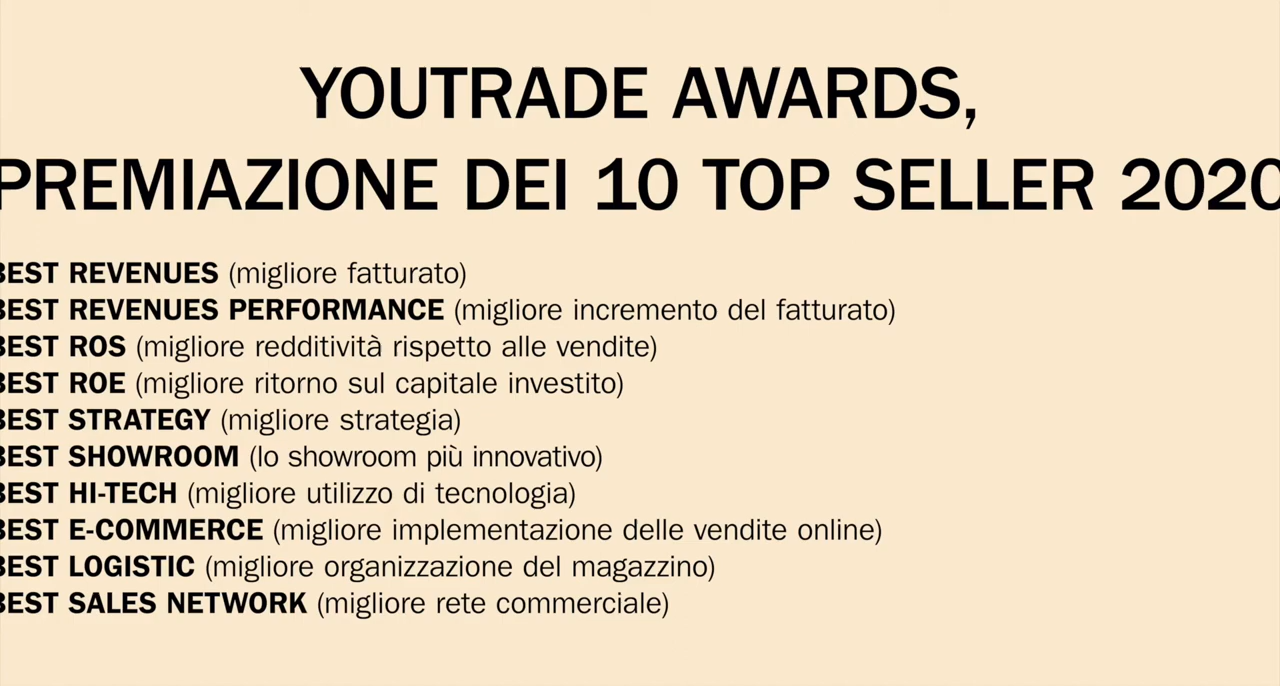 YOUTRADE AWARDS,
PREMIAZIONE DEI 10 TOP SELLER 2020
BEST REVENUES (migliore fatturato)
BEST REVENUES PERFORMANCE (migliore incremento del fatturato)
BEST ROS (migliore redditività rispetto alle vendite)
BEST ROE (migliore ritorno sul capitale investito)
BEST STRATEGY (migliore strategia)
BEST SHOWROOM (lo showroom più innovativo)
BEST HI-TECH (migliore utilizzo di tecnologia)
BEST E-COMMERCE (migliore implementazione delle vendite online)
BEST LOGISTIC (migliore organizzazione del magazzino)
BEST SALES NETWORK (migliore rete commerciale)